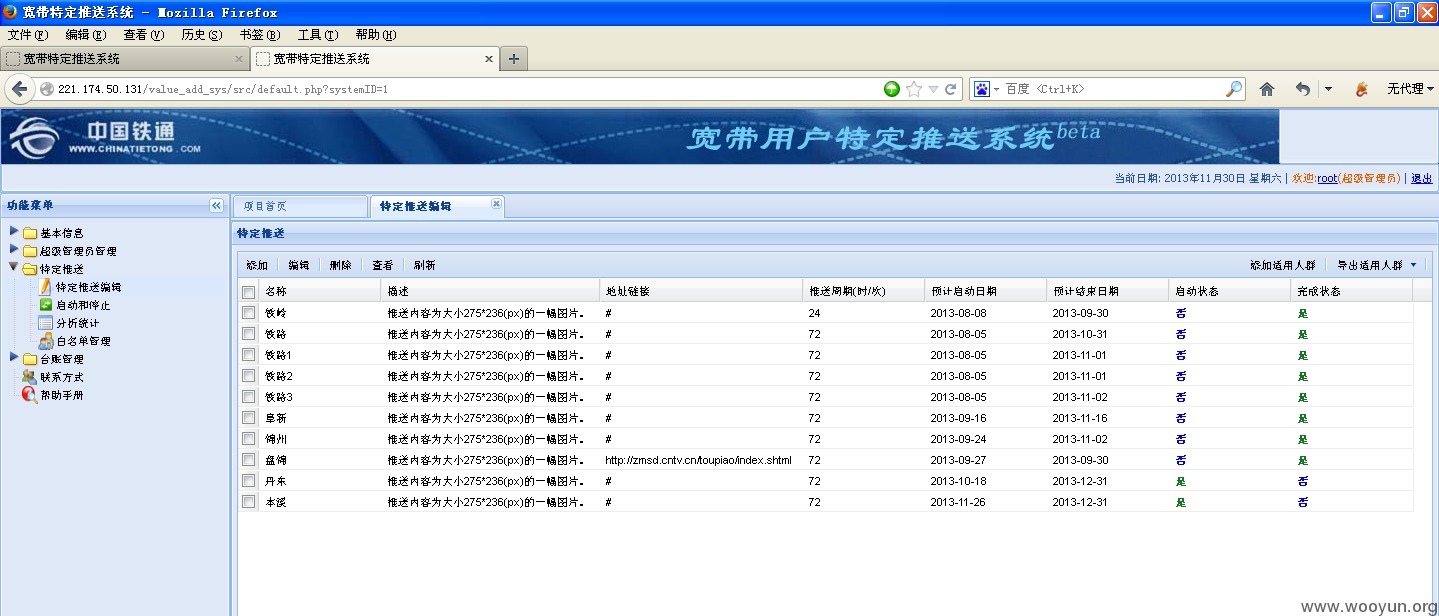 宽带特定推送系统 - Mozilla Firefox
文件(F) 编辑(E) 查看(V) 历史(S) 书签(B) 工具(T) 帮助(H)
宽带特定推送系统 × 宽带特定推送系统 × +
221.174.50.131/value_add_sys/src/default.php?systemID=1 百度 <Ctrl+K> 无代理
中国铁通 WWW.CHINATIETONG.COM 宽带用户特定推送系统beta
当前日期: 2013年11月30日 星期六 | 欢迎:root(超级管理员) | 退出
功能菜单 项目首页 特定推送编辑
基本信息
超级管理员管理
特定推送
特定推送编辑
启动和停止
分析统计
白名单管理
台账管理
联系方式
帮助手册
特定推送
添加 编辑 删除 查看 刷新 添加适用人群 导出适用人群
名称 描述 地址链接 推送周期(时/次) 预计启动日期 预计结束日期 启动状态 完成状态
铁岭 推送内容为大小275*236(px)的一幅图片。 # 24 2013-08-08 2013-09-30 否 是
铁路 推送内容为大小275*236(px)的一幅图片。 # 72 2013-08-05 2013-10-31 否 是
铁路1 推送内容为大小275*236(px)的一幅图片。 # 72 2013-08-05 2013-11-01 否 是
铁路2 推送内容为大小275*236(px)的一幅图片。 # 72 2013-08-05 2013-11-01 否 是
铁路3 推送内容为大小275*236(px)的一幅图片。 # 72 2013-08-05 2013-11-02 否 是
阜新 推送内容为大小275*236(px)的一幅图片。 # 72 2013-09-16 2013-11-16 否 是
锦州 推送内容为大小275*236(px)的一幅图片。 # 72 2013-09-24 2013-11-02 否 是
盘锦 推送内容为大小275*236(px)的一幅图片。 http://zmsd.cntv.cn/toupiao/index.shtml 72 2013-09-27 2013-09-30 否 是
丹东 推送内容为大小275*236(px)的一幅图片。 # 72 2013-10-18 2013-12-31 是 否
本溪 推送内容为大小275*236(px)的一幅图片。 # 72 2013-11-26 2013-12-31 是 否
www.wooyun.org